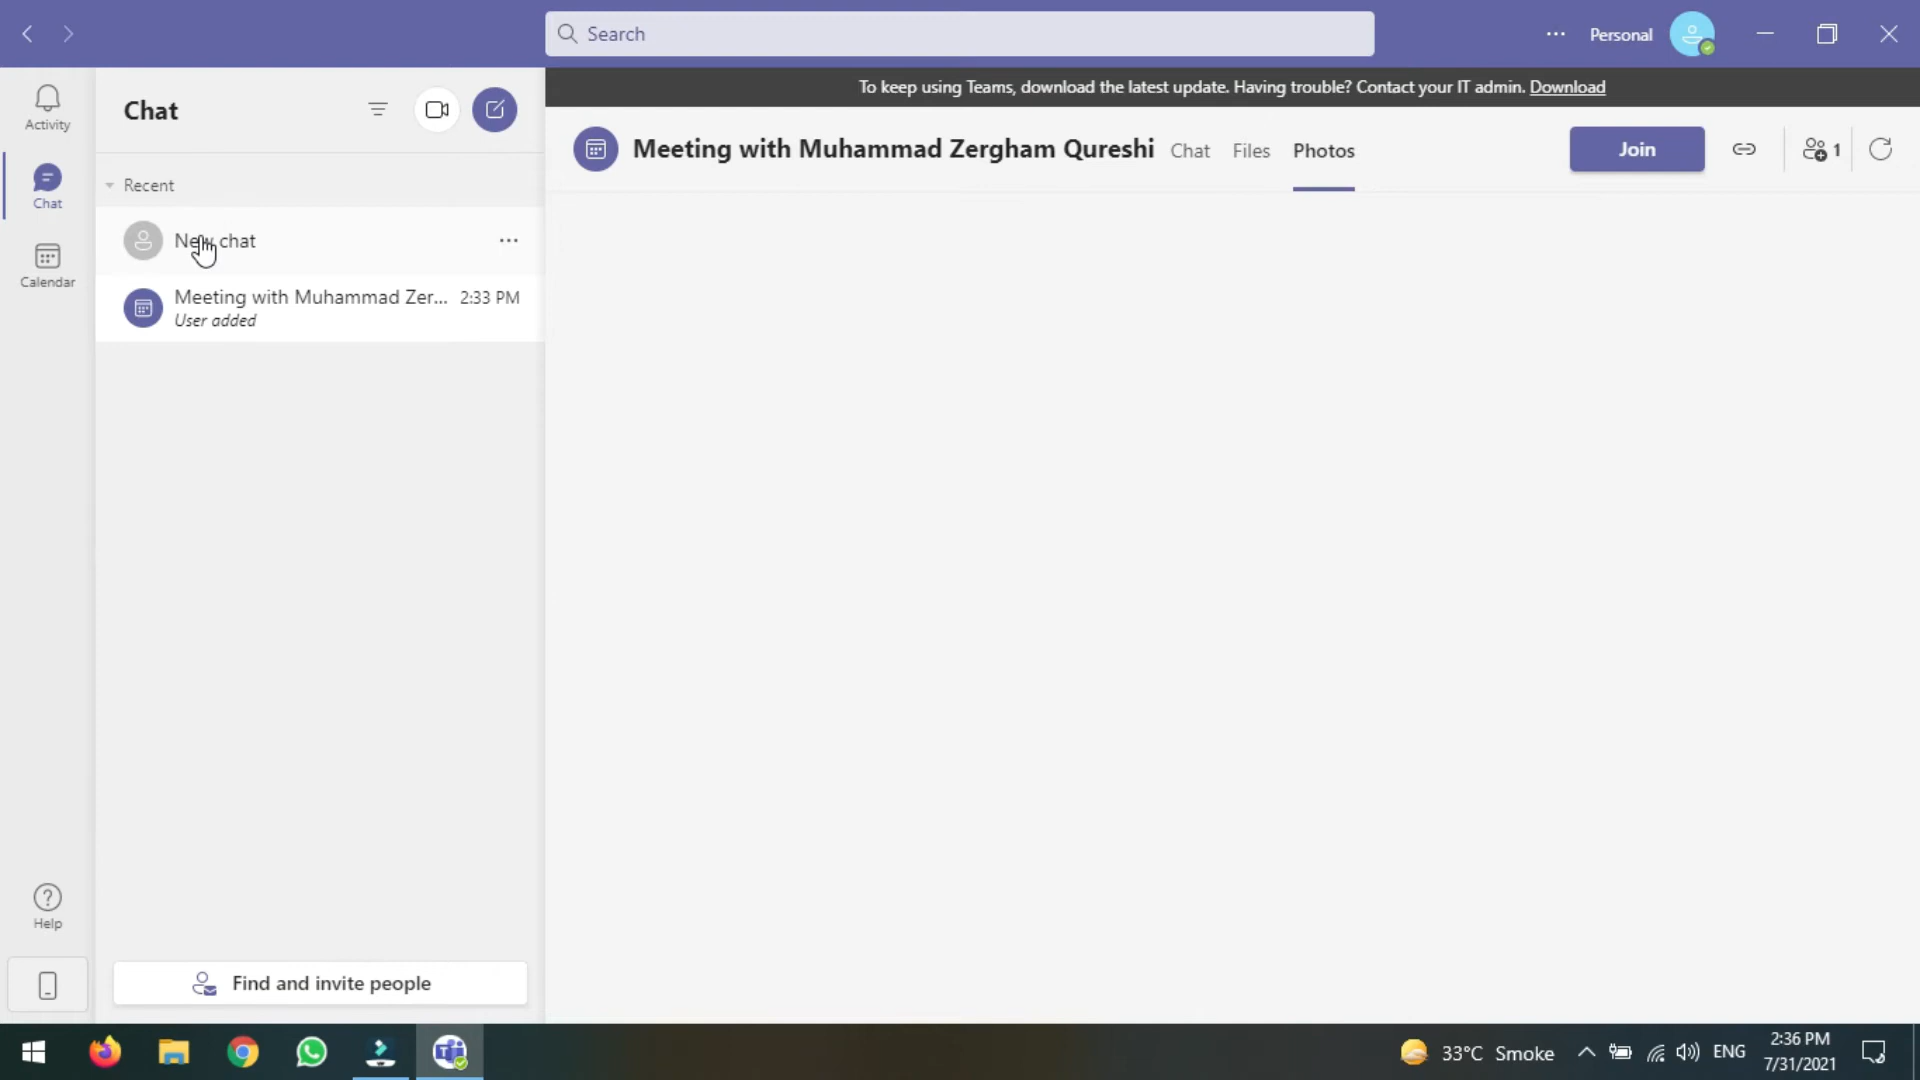 Search
Personal
To keep using Teams, download the latest update. Having trouble? Contact your IT admin. Download
Activity
Chat
Calendar
Help
Chat
Recent
New chat
Meeting with Muhammad Zer... 2:33 PM
User added
Find and invite people
Meeting with Muhammad Zergham Qureshi Chat Files Photos
Join
1
33°C Smoke
ENG
2:36 PM
7/31/2021